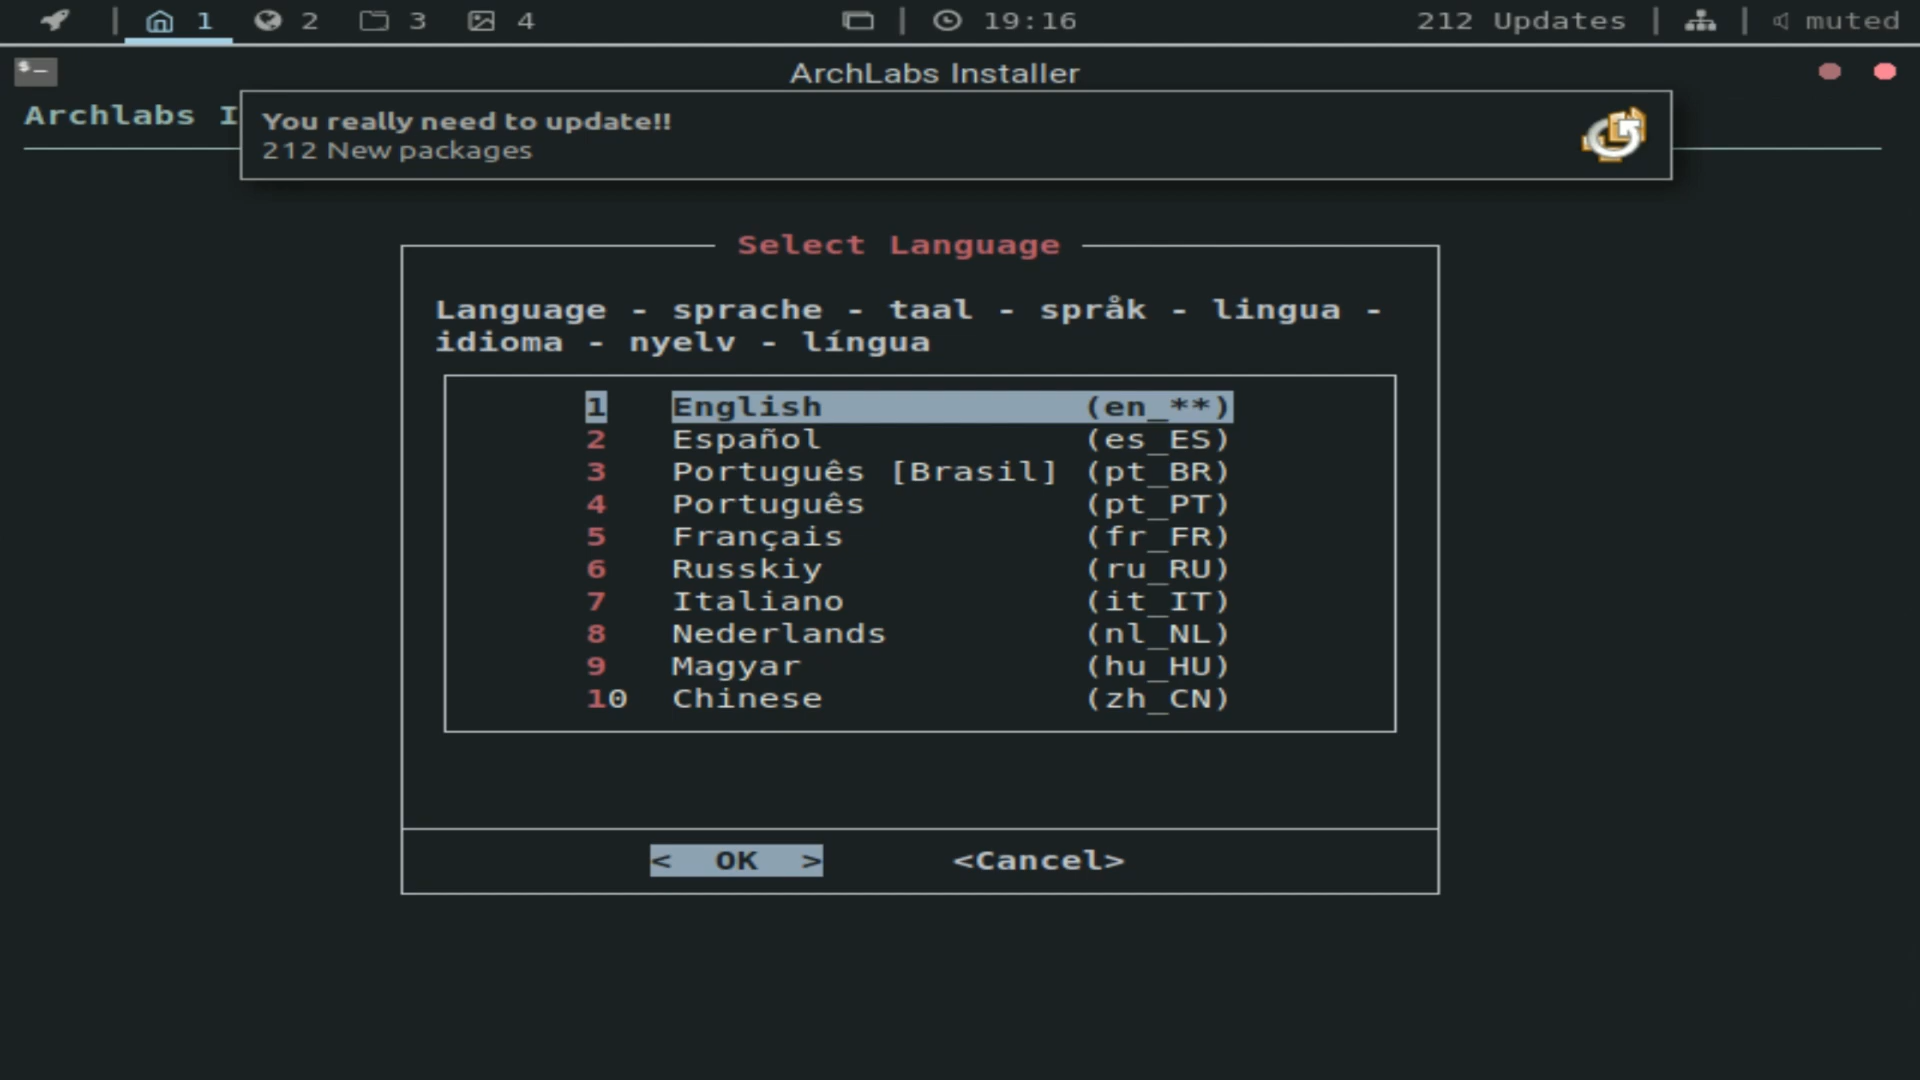 1 2 3 4 19:16 212 Updates muted
$_
ArchLabs Installer
Archlabs I
You really need to update!!
212 New packages
Select Language
Language - sprache - taal - språk - lingua -
idioma - nyelv - língua
1 English (en_**)
2 Español (es_ES)
3 Português [Brasil] (pt_BR)
4 Português (pt_PT)
5 Français (fr_FR)
6 Russkiy (ru_RU)
7 Italiano (it_IT)
8 Nederlands (nl_NL)
9 Magyar (hu_HU)
10 Chinese (zh_CN)
< OK > <Cancel>